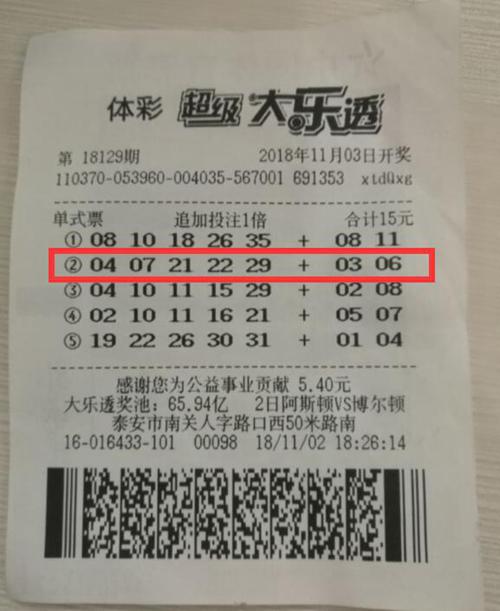 体彩 超级大乐透
第 18129期 2018年11月03日开奖
110370-053960-004035-567001 691353 xtdQxg
单式票 追加投注1倍 合计15元
① 08 10 18 26 35 + 08 11
② 04 07 21 22 29 + 03 06
③ 04 10 11 15 29 + 02 08
④ 02 10 11 16 21 + 05 07
⑤ 19 22 26 30 31 + 01 04
感谢您为公益事业贡献 5.40元
大乐透奖池：65.94亿 2日阿斯顿VS博尔顿
泰安市南关人字路口西50米路南
16-016433-101 00098 18/11/02 18:26:14